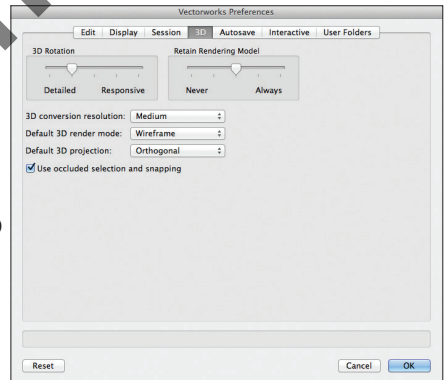 Vectorworks Preferences
Edit Display Session 3D Autosave Interactive User Folders
3D Rotation Retain Rendering Model
Detailed Responsive Never Always
3D conversion resolution: Medium
Default 3D render mode: Wireframe
Default 3D projection: Orthogonal
Use occluded selection and snapping
Reset Cancel OK